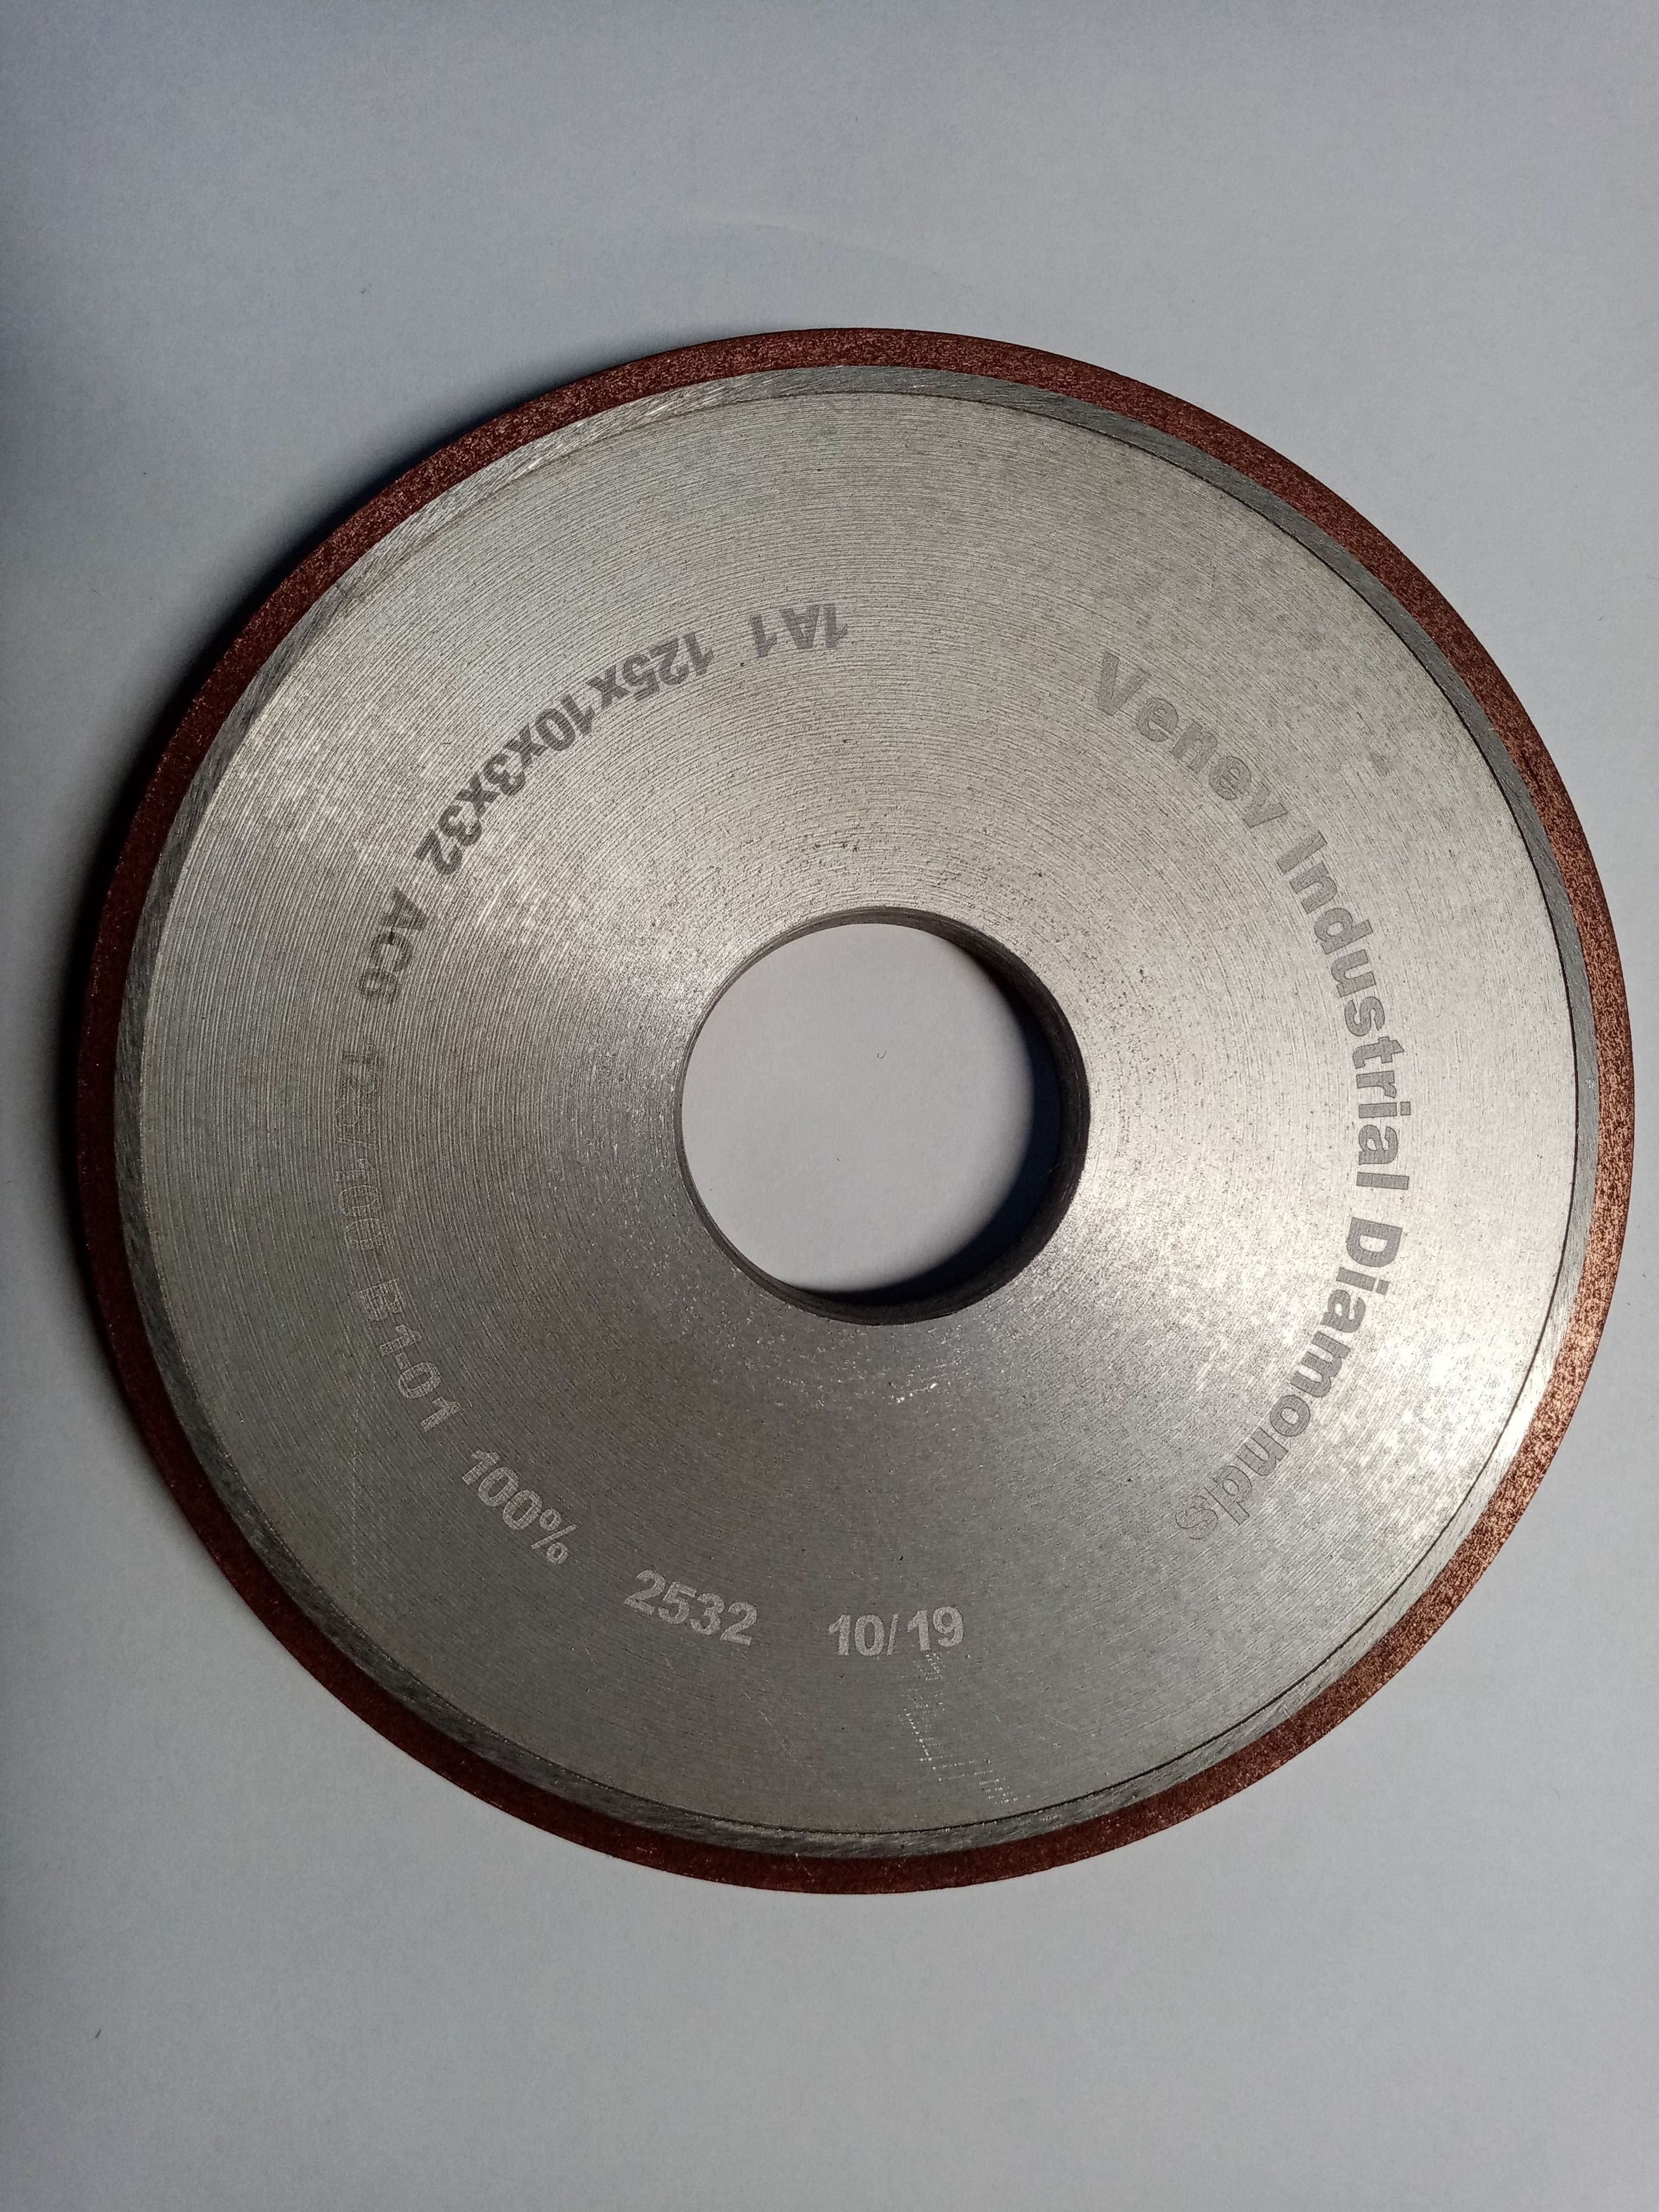 Venev Industrial Diamonds
1A1 125x10x3x32 AC6 125/100 B1-01 100% 2532 10/19